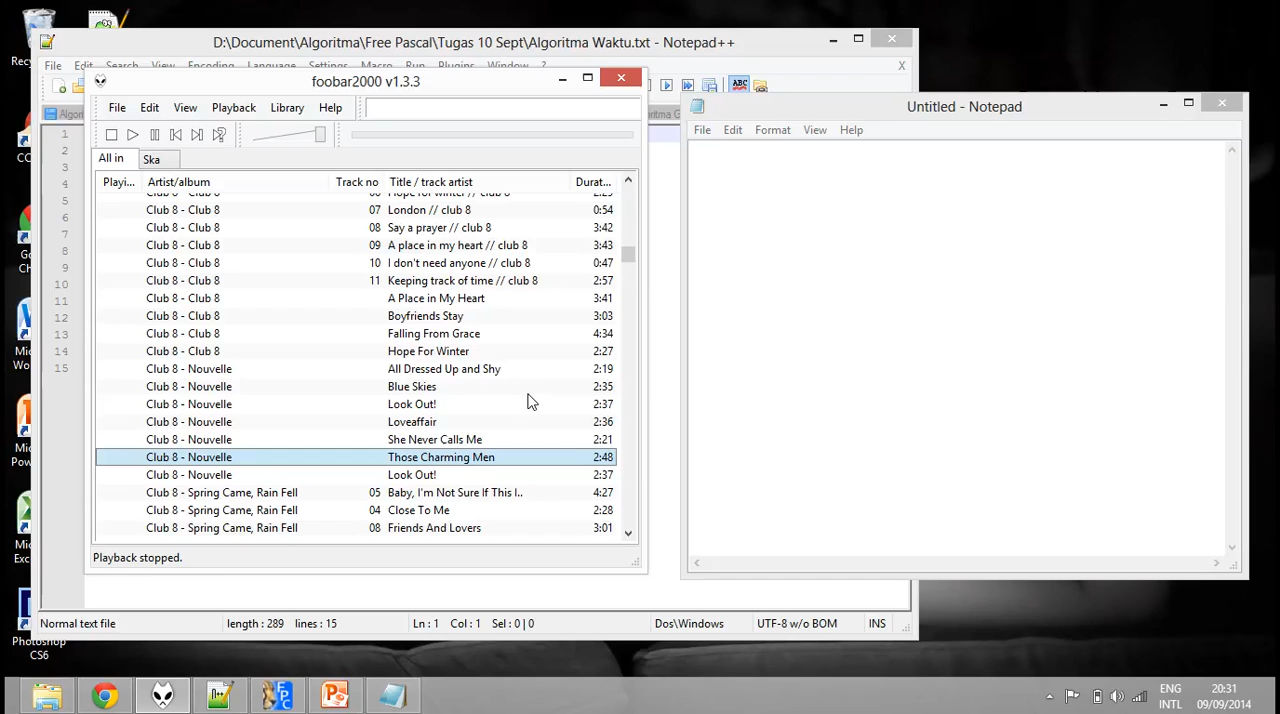 D:\Document\Algoritma\Free Pascal\Tugas 10 Sept\Algoritma Waktu.txt - Notepad++
File Edit Search View Encoding Language Settings Macro Run Plugins Window ?
foobar2000 v1.3.3
File Edit View Playback Library Help
All in Ska
Playi... Artist/album Track no Title / track artist Durat...
Club 8 - Club 8 07 London // club 8 0:54
Club 8 - Club 8 08 Say a prayer // club 8 3:42
Club 8 - Club 8 09 A place in my heart // club 8 3:43
Club 8 - Club 8 10 I don't need anyone // club 8 0:47
Club 8 - Club 8 11 Keeping track of time // club 8 2:57
Club 8 - Club 8 A Place in My Heart 3:41
Club 8 - Club 8 Boyfriends Stay 3:03
Club 8 - Club 8 Falling From Grace 4:34
Club 8 - Club 8 Hope For Winter 2:27
Club 8 - Nouvelle All Dressed Up and Shy 2:19
Club 8 - Nouvelle Blue Skies 2:35
Club 8 - Nouvelle Look Out! 2:37
Club 8 - Nouvelle Loveaffair 2:36
Club 8 - Nouvelle She Never Calls Me 2:21
Club 8 - Nouvelle Those Charming Men 2:48
Club 8 - Nouvelle Look Out! 2:37
Club 8 - Spring Came, Rain Fell 05 Baby, I'm Not Sure If This I.. 4:27
Club 8 - Spring Came, Rain Fell 04 Close To Me 2:28
Club 8 - Spring Came, Rain Fell 08 Friends And Lovers 3:01
Playback stopped.
1
2
3
4
5
6
7
8
9
10
11
12
13
14
15
Normal text file length : 289 lines : 15 Ln : 1 Col : 1 Sel : 0 | 0 Dos\Windows UTF-8 w/o BOM INS
Untitled - Notepad
File Edit Format View Help
Photoshop
CS6
ENG
INTL
20:31
09/09/2014